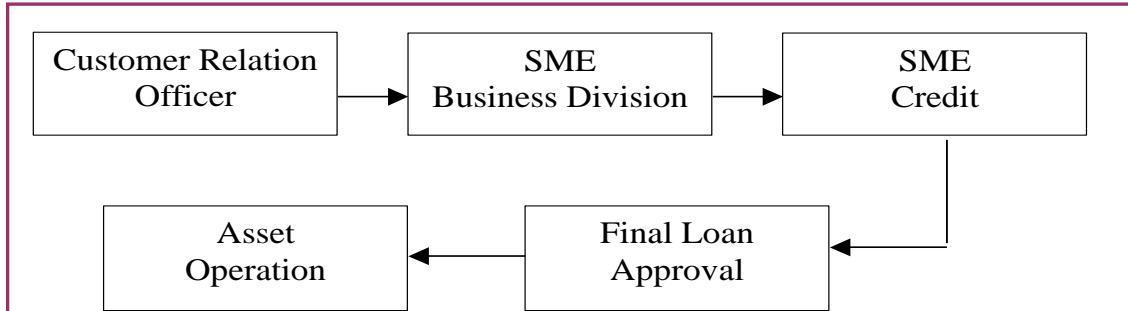 Customer Relation
Officer
SME
Business Division
SME
Credit
Asset
Operation
Final Loan
Approval